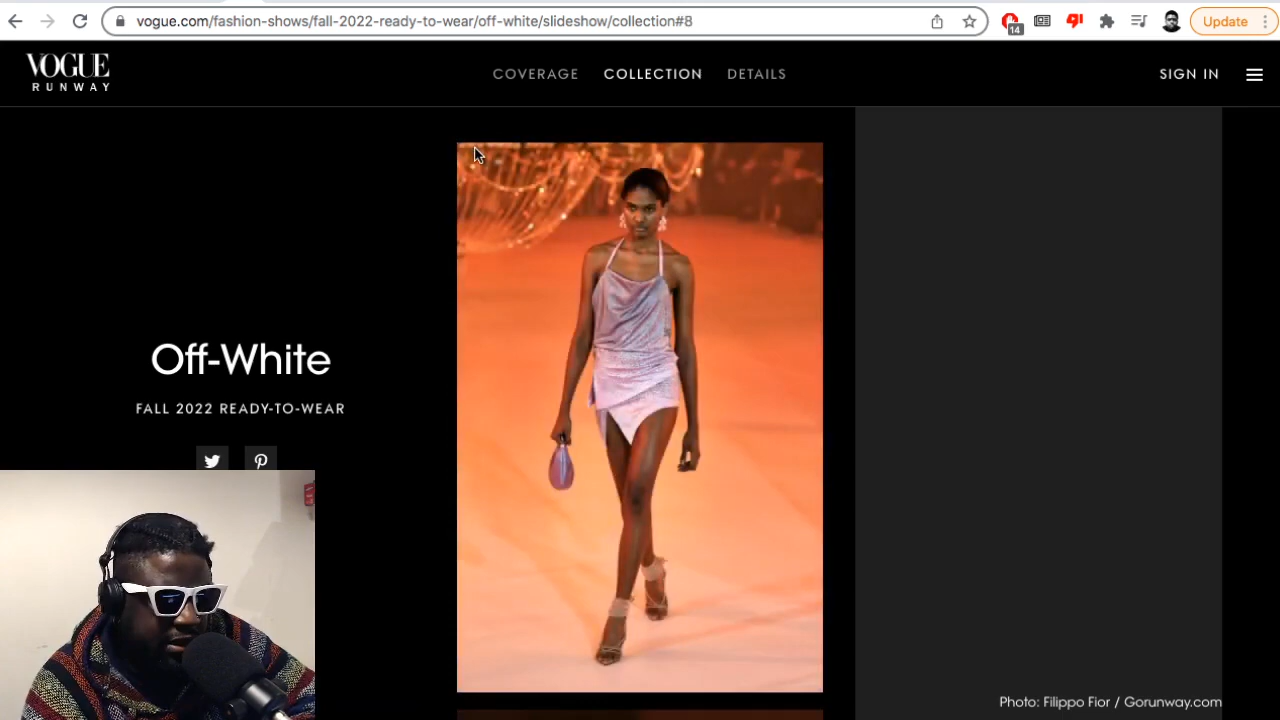 vogue.com/fashion-shows/fall-2022-ready-to-wear/off-white/slideshow/collection#8
14
Update
VOGUE
RUNWAY
COVERAGE
COLLECTION
DETAILS
SIGN IN
Off-White
FALL 2022 READY-TO-WEAR
Photo: Filippo Fior / Gorunway.com